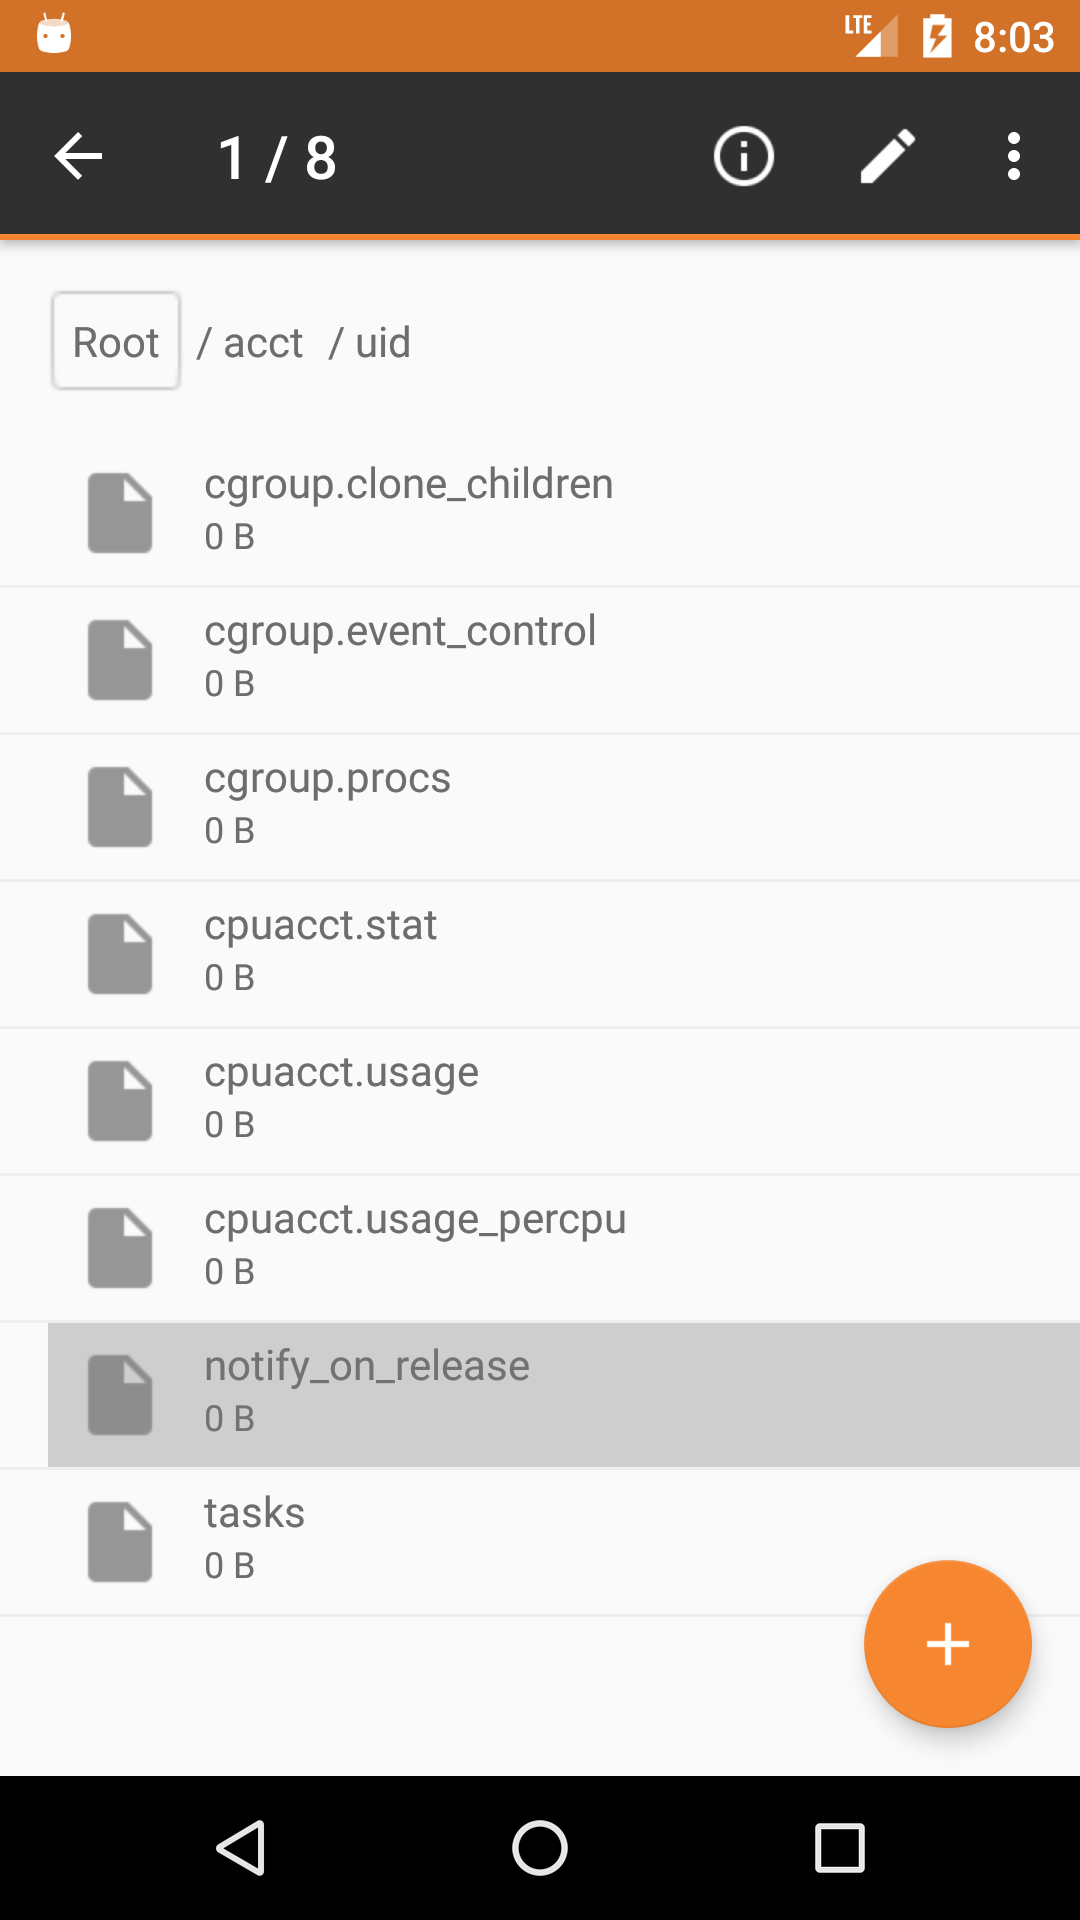 LTE 8:03
1 / 8
Root / acct / uid
cgroup.clone_children
0 B
cgroup.event_control
0 B
cgroup.procs
0 B
cpuacct.stat
0 B
cpuacct.usage
0 B
cpuacct.usage_percpu
0 B
notify_on_release
0 B
tasks
0 B